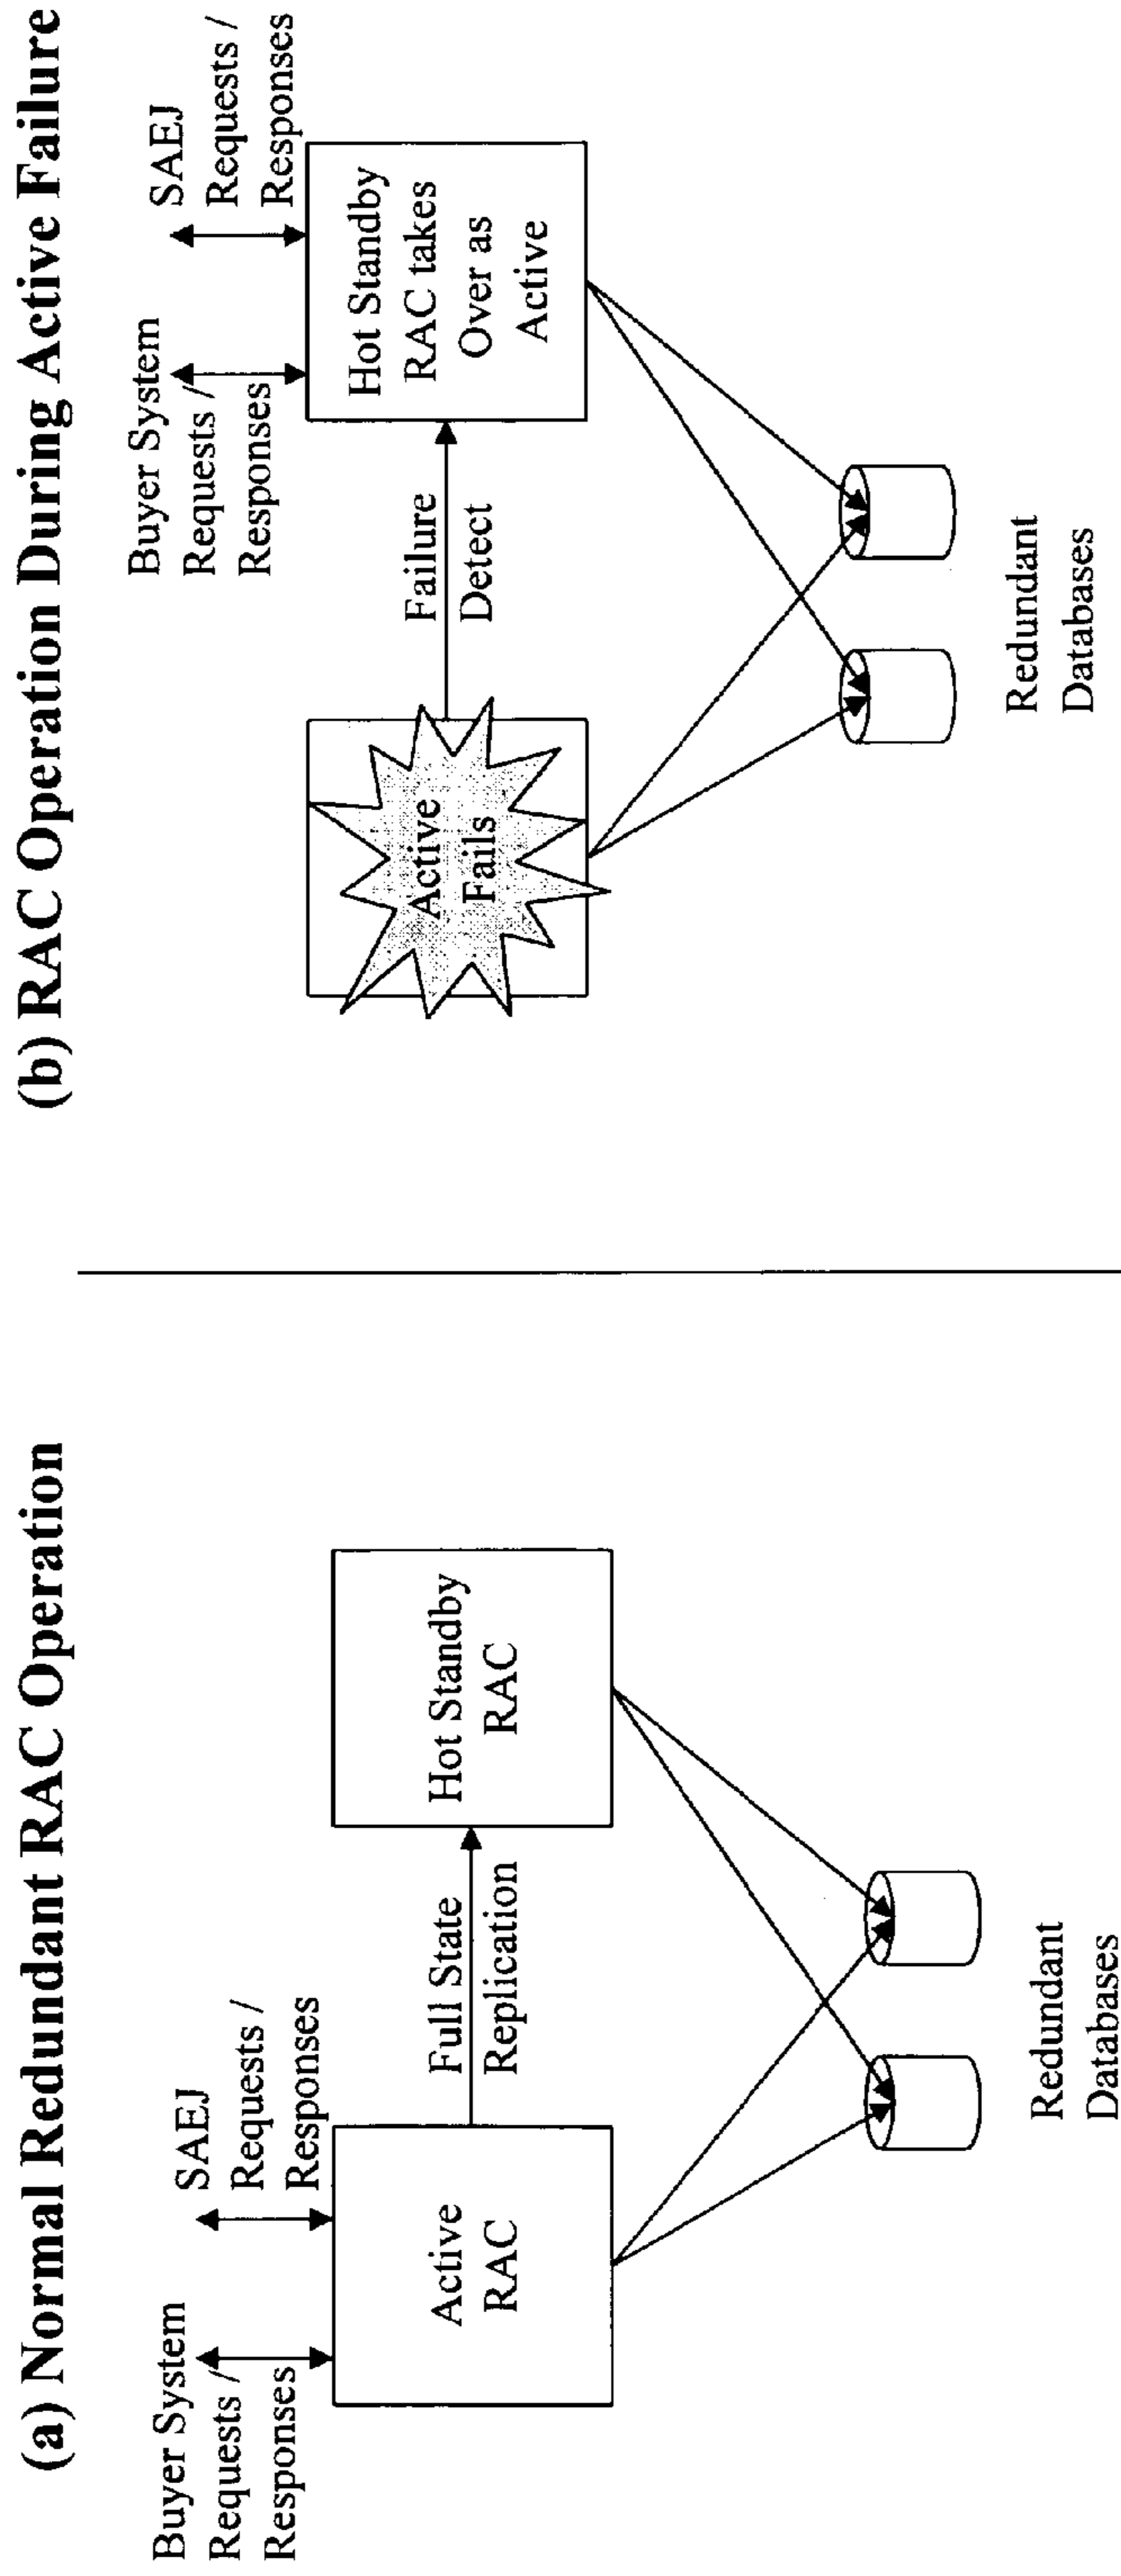 (a) Normal Redundant RAC Operation
Buyer System
Requests /
Responses
SAEJ
Requests /
Responses
Active
RAC
Full State
Replication
Hot Standby
RAC
Redundant
Databases
(b) RAC Operation During Active Failure
Buyer System
Requests /
Responses
SAEJ
Requests /
Responses
Active
Fails
Failure
Detect
Hot Standby
RAC takes
Over as
Active
Redundant
Databases